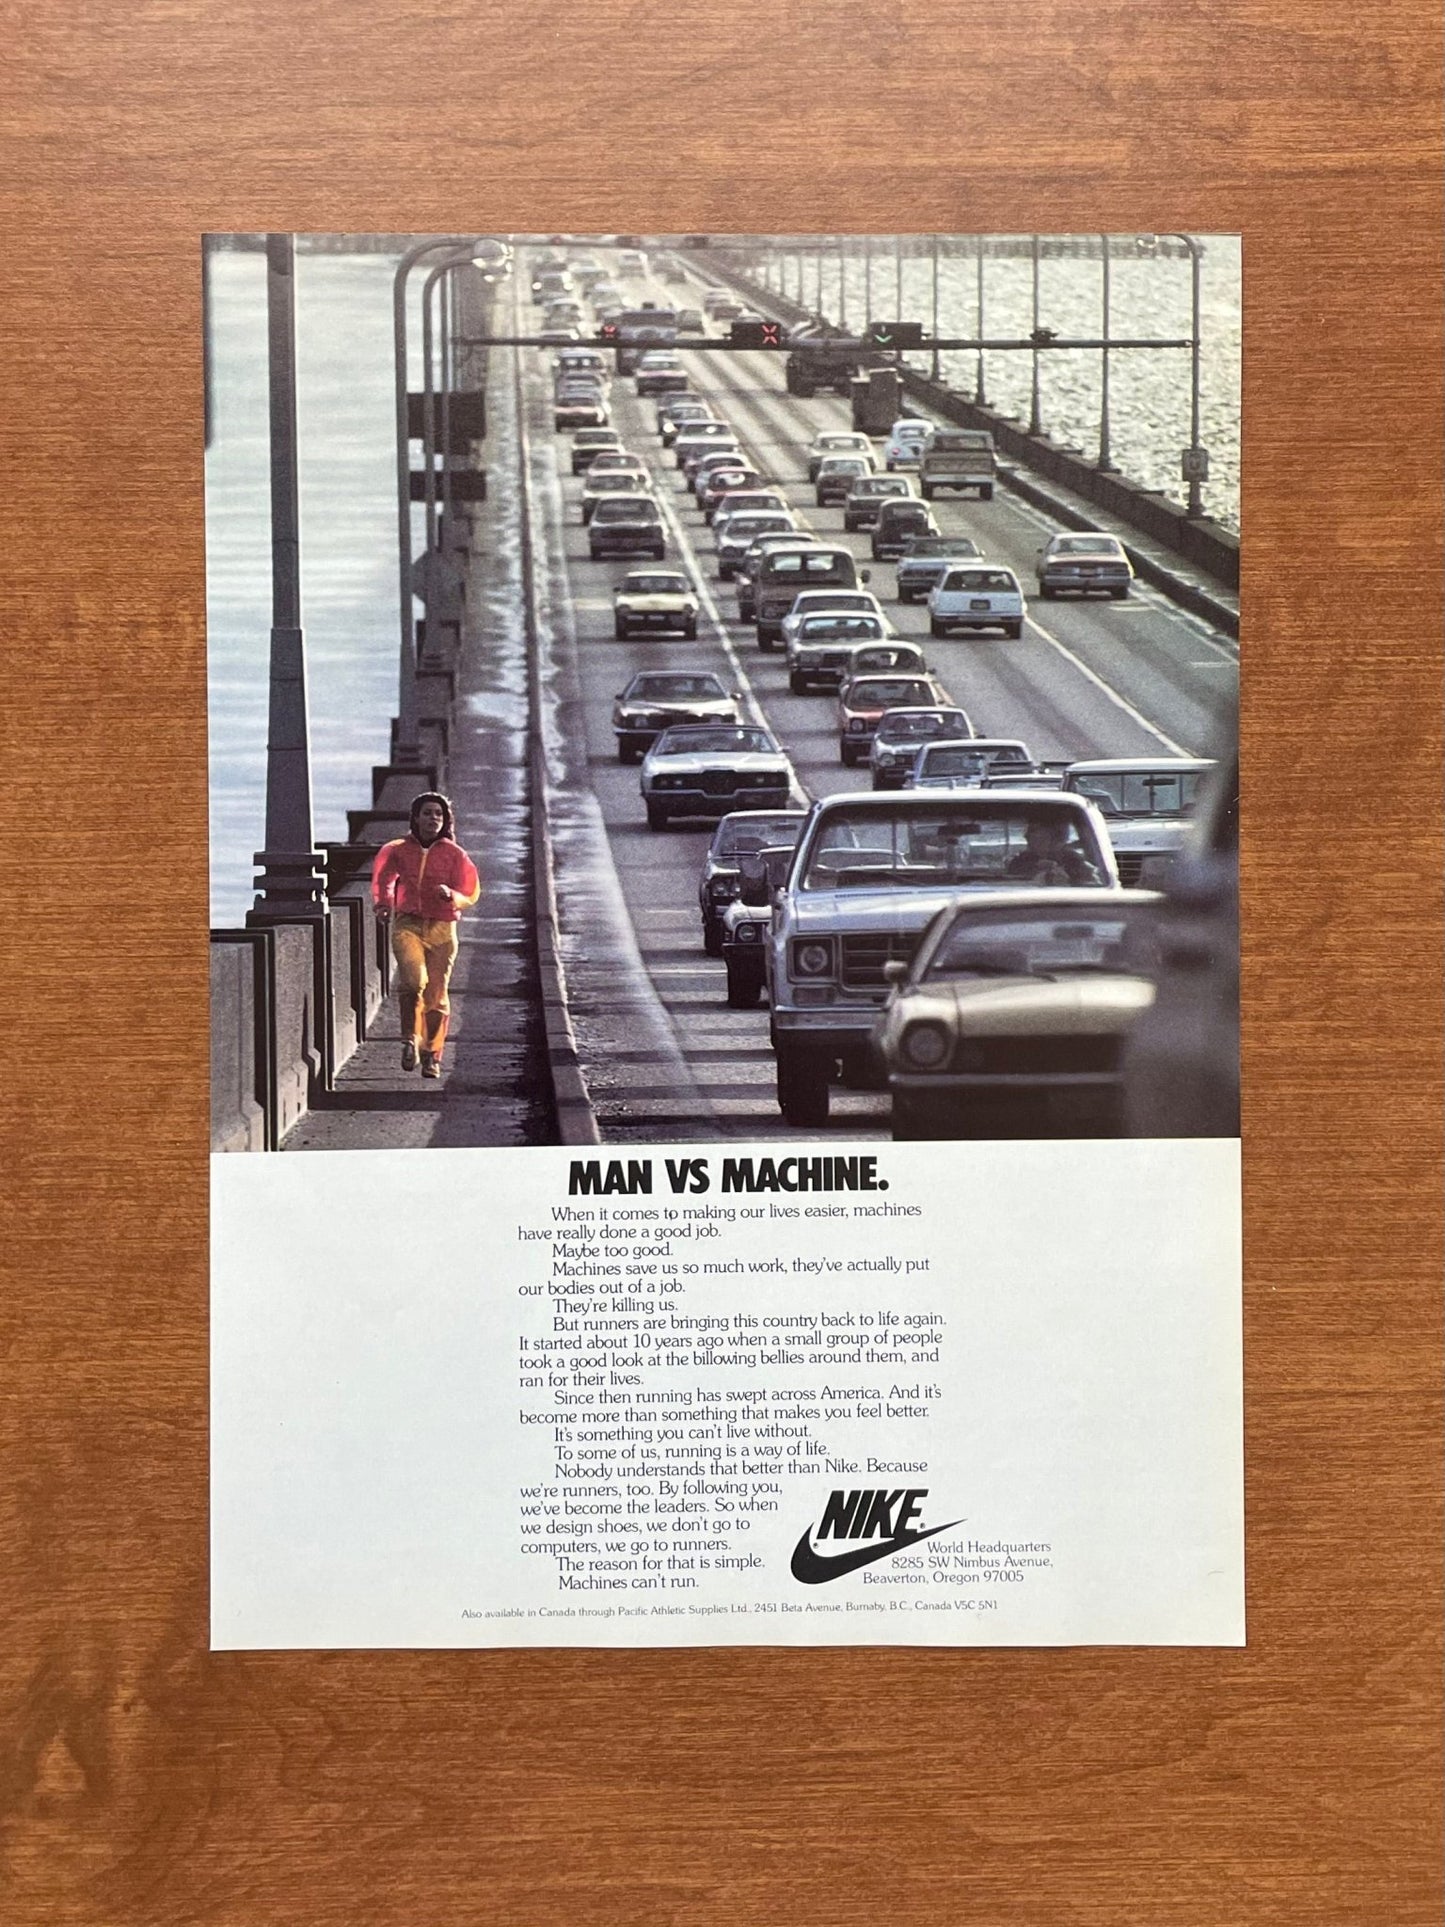 MAN VS MACHINE.
When it comes to making our lives easier, machines
have really done a good job.
Maybe too good.
Machines save us so much work, they've actually put
our bodies out of a job.
They're killing us.
But runners are bringing this country back to life again.
It started about 10 years ago when a small group of people
took a good look at the billowing bellies around them, and
ran for their lives.
Since then running has swept across America. And it's
become more than something that makes you feel better.
It's something you can't live without.
To some of us, running is a way of life.
Nobody understands that better than Nike. Because
we're runners, too. By following you,
we've become the leaders. So when
we design shoes, we don't go to
computers, we go to runners.
The reason for that is simple.
Machines can't run.
NIKE®
®
World Headquarters
8285 SW Nimbus Avenue,
Beaverton, Oregon 97005
Also available in Canada through Pacific Athletic Supplies Ltd., 2451 Beta Avenue, Burnaby, B.C., Canada V5C 5N1